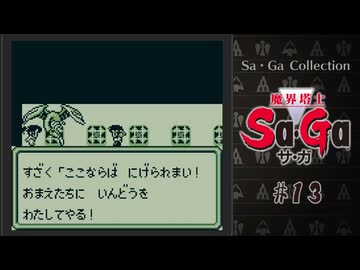 Sa・Ga Collection
魔界塔士
Sa・Ga
サ・ガ
#13
すざく「ここならば にげられまい！
おまえたちに いんどうを
わたしてやる！